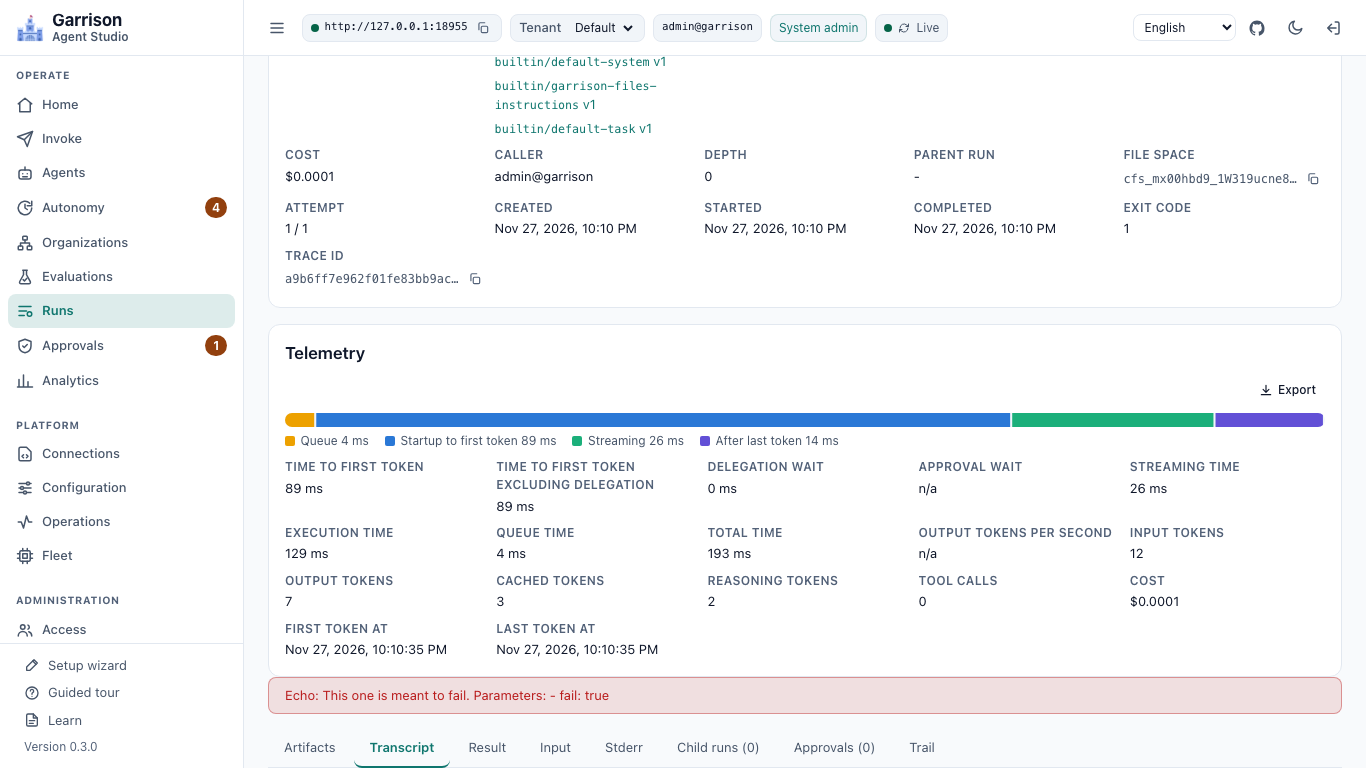 Garrison
Agent Studio
http://127.0.0.1:18955
Tenant Default
admin@garrison
System admin
Live
English
OPERATE
Home
Invoke
Agents
Autonomy 4
Organizations
Evaluations
Runs
Approvals 1
Analytics
PLATFORM
Connections
Configuration
Operations
Fleet
ADMINISTRATION
Access
Setup wizard
Guided tour
Learn
Version 0.3.0
builtin/default-system v1
builtin/garrison-files-
instructions v1
builtin/default-task v1
COST
$0.0001
CALLER
admin@garrison
DEPTH
0
PARENT RUN
-
FILE SPACE
cfs_mx00hbd9_1W319ucne8…
ATTEMPT
1 / 1
CREATED
Nov 27, 2026, 10:10 PM
STARTED
Nov 27, 2026, 10:10 PM
COMPLETED
Nov 27, 2026, 10:10 PM
EXIT CODE
1
TRACE ID
a9b6ff7e962f01fe83bb9ac…
Telemetry
Export
Queue 4 ms
Startup to first token 89 ms
Streaming 26 ms
After last token 14 ms
TIME TO FIRST TOKEN
89 ms
TIME TO FIRST TOKEN
EXCLUDING DELEGATION
89 ms
DELEGATION WAIT
0 ms
APPROVAL WAIT
n/a
STREAMING TIME
26 ms
EXECUTION TIME
129 ms
QUEUE TIME
4 ms
TOTAL TIME
193 ms
OUTPUT TOKENS PER SECOND
n/a
INPUT TOKENS
12
OUTPUT TOKENS
7
CACHED TOKENS
3
REASONING TOKENS
2
TOOL CALLS
0
COST
$0.0001
FIRST TOKEN AT
Nov 27, 2026, 10:10:35 PM
LAST TOKEN AT
Nov 27, 2026, 10:10:35 PM
Echo: This one is meant to fail. Parameters: - fail: true
Artifacts
Transcript
Result
Input
Stderr
Child runs (0)
Approvals (0)
Trail